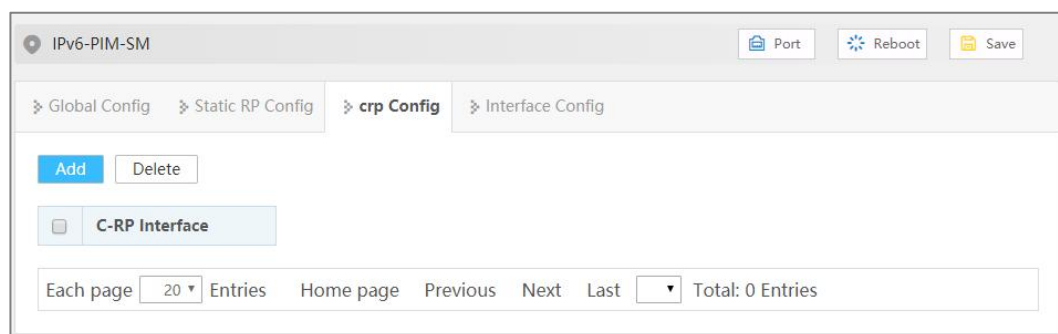 IPv6-PIM-SM Port Reboot Save
Global Config Static RP Config crp Config Interface Config
Add Delete
C-RP Interface
Each page 20 Entries Home page Previous Next Last Total: 0 Entries